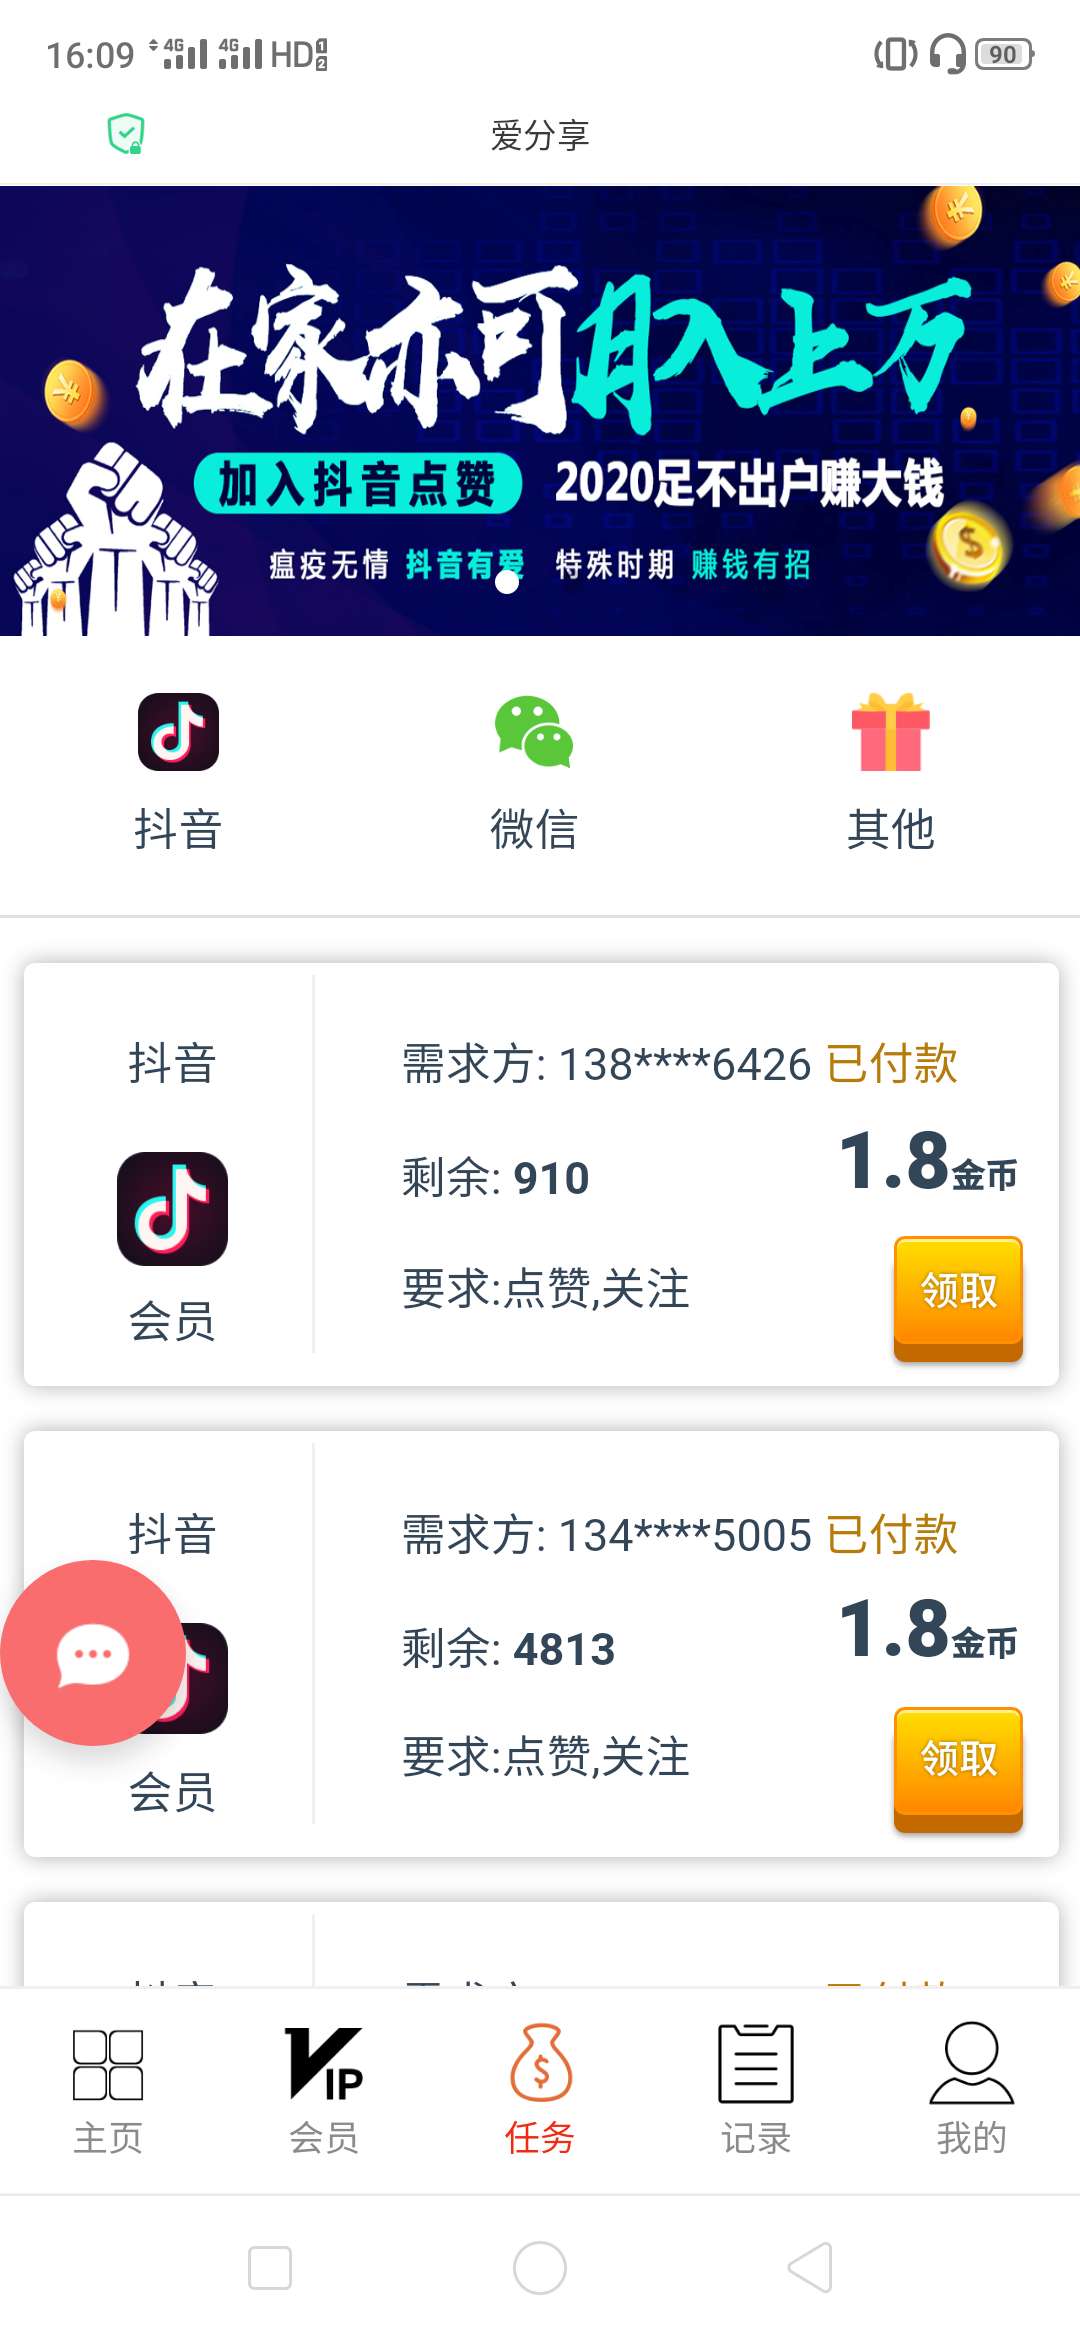 16:09 4G 4G HD 1 2 90
爱分享
在家亦可月入上万
加入抖音点赞 2020足不出户赚大钱
瘟疫无情 抖音有爱 特殊时期 赚钱有招
抖音 微信 其他
抖音
会员
需求方: 138****6426 已付款
剩余: 910
1.8金币
要求:点赞,关注
领取
抖音
会员
需求方: 134****5005 已付款
剩余: 4813
1.8金币
要求:点赞,关注
领取
VIP
主页 会员 任务 记录 我的